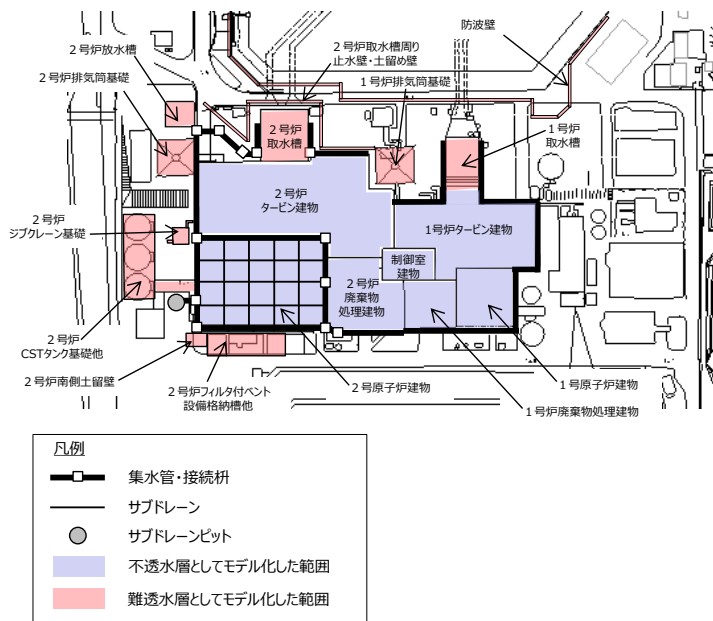 防波壁
2号炉放水槽
2号炉取水槽周り
止水壁・土留め壁
2号炉排気筒基礎
1号炉排気筒基礎
2号炉
取水槽
1号炉
取水槽
2号炉
タービン建物
1号炉タービン建物
2号炉
ジブクレーン基礎
制御室
建物
2号炉
廃棄物
処理建物
2号炉
CSTタンク基礎他
2号炉南側土留壁
2号炉フィルタ付ベント
設備格納槽他
2号原子炉建物
1号原子炉建物
1号炉廃棄物処理建物
凡例
集水管・接続枡
サブドレーン
サブドレーンピット
不透水層としてモデル化した範囲
難透水層としてモデル化した範囲